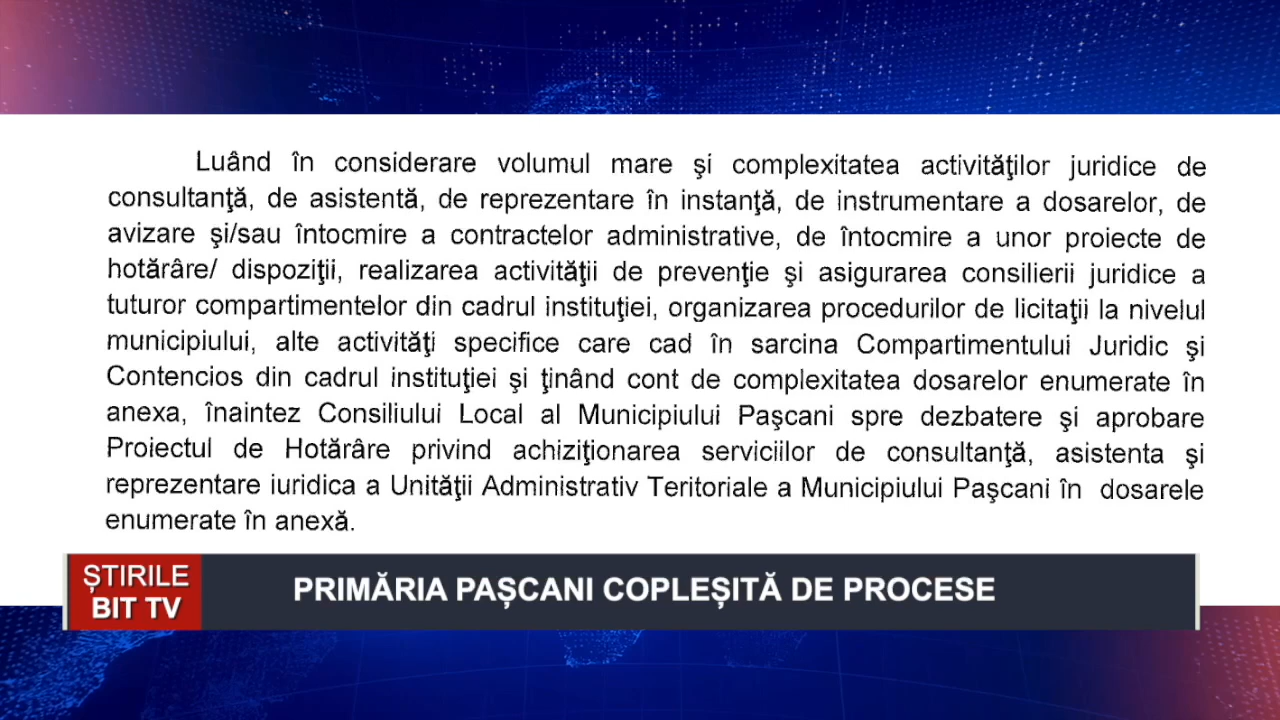 Luând în considerare volumul mare şi complexitatea activităţilor juridice de
consultanţă, de asistentă, de reprezentare în instanţă, de instrumentare a dosarelor, de
avizare şi/sau întocmire a contractelor administrative, de întocmire a unor proiecte de
hotărâre/ dispoziţii, realizarea activităţii de prevenţie şi asigurarea consilierii juridice a
tuturor compartimentelor din cadrul instituţiei, organizarea procedurilor de licitaţii la nivelul
municipiului, alte activităţi specifice care cad în sarcina Compartimentului Juridic şi
Contencios din cadrul instituţiei şi ţinând cont de complexitatea dosarelor enumerate în
anexa, înaintez Consiliului Local al Municipiului Paşcani spre dezbatere şi aprobare
Proiectul de Hotărâre privind achiziţionarea serviciilor de consultanţă, asistenta şi
reprezentare iuridica a Unităţii Administrativ Teritoriale a Municipiului Paşcani în dosarele
enumerate în anexă.
ȘTIRILE
BIT TV
PRIMĂRIA PAȘCANI COPLEȘITĂ DE PROCESE